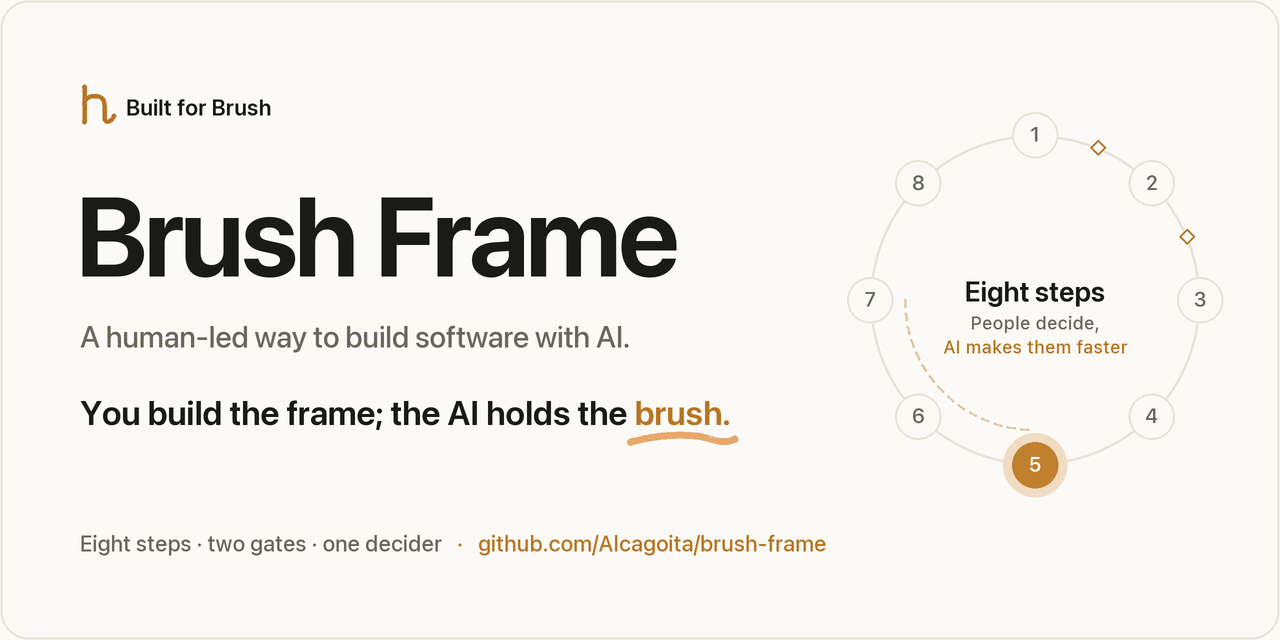 Built for Brush
Brush Frame
A human-led way to build software with AI.
You build the frame; the AI holds the brush.
Eight steps · two gates · one decider · github.com/Alcagoita/brush-frame
1
2
3
4
5
6
7
8
Eight steps
People decide,
AI makes them faster